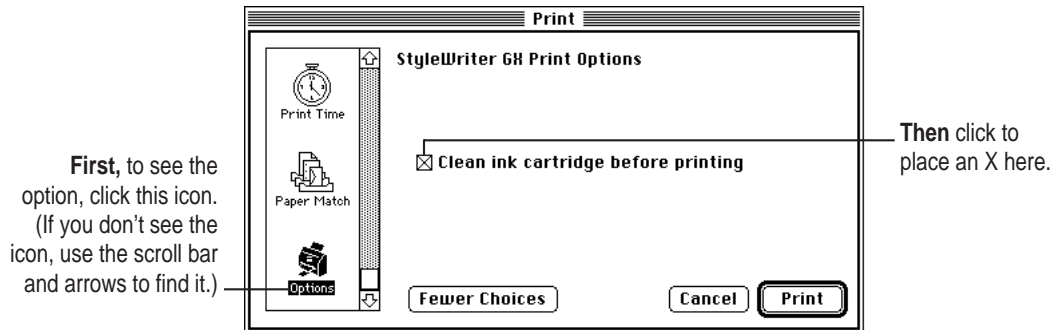 Print
StyleWriter GX Print Options
Print Time
Clean ink cartridge before printing
Paper Match
Options
Fewer Choices
Cancel
Print
First, to see the
option, click this icon.
(If you don’t see the
icon, use the scroll bar
and arrows to find it.)
Then click to
place an X here.